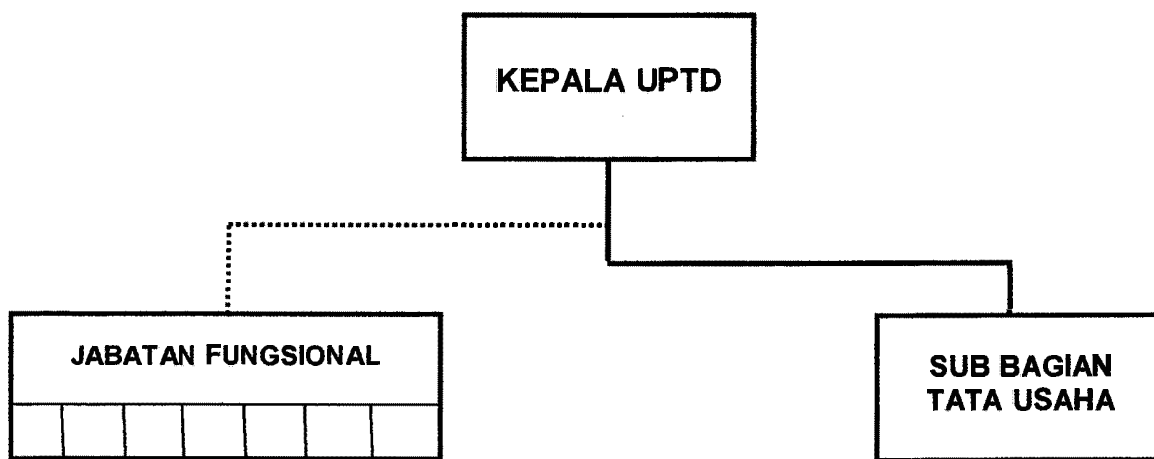 KEPALA UPTD
JABATAN FUNGSIONAL
SUB BAGIAN
TATA USAHA